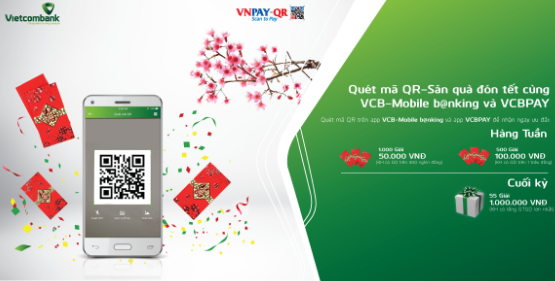 Vietcombank
VNPAY-QR
Scan to Pay
Quét mã QR-Săn quà đón tết cùng
VCB-Mobile b@nking và VCBPAY
Quét mã QR trên app VCB-Mobile b@nking và app VCBPAY để nhận ngay ưu đãi
Hàng Tuần
1.000 Giải
50.000 VNĐ
500 Giải
100.000 VNĐ
Cuối kỳ
55 Giải
1.000.000 VNĐ